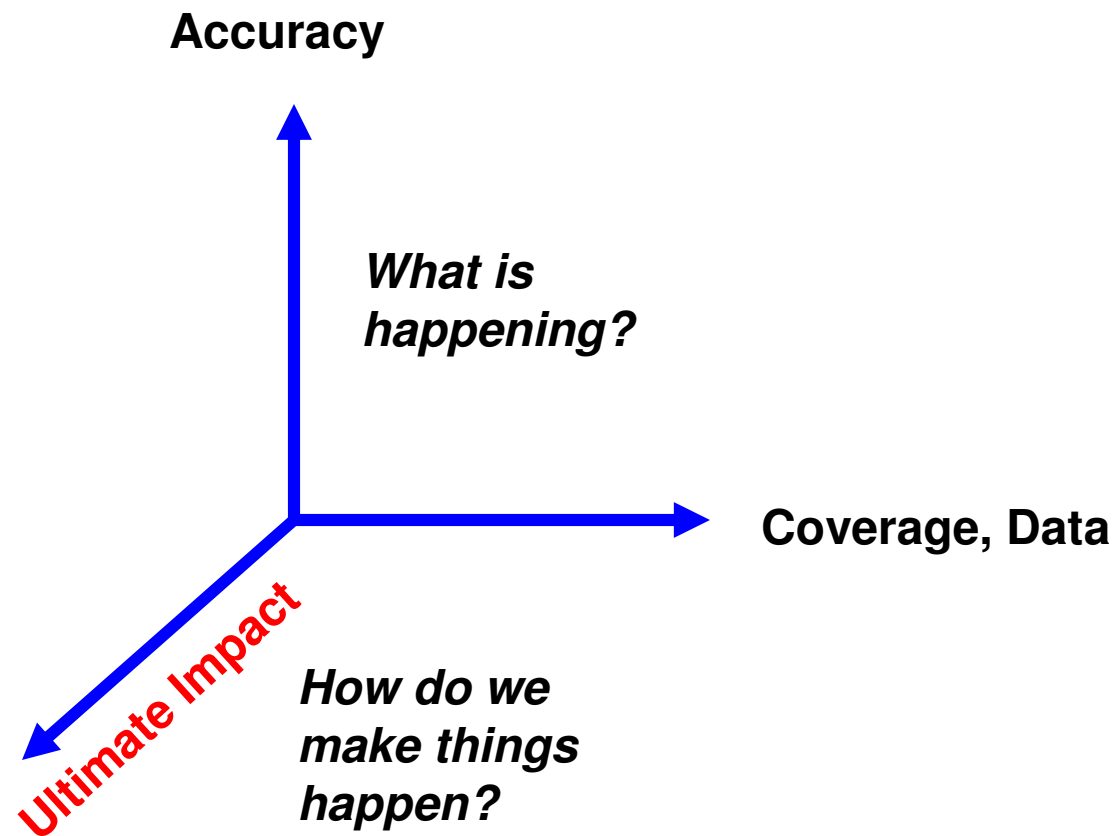 Accuracy
What is
happening?
Coverage, Data
Ultimate Impact
How do we
make things
happen?